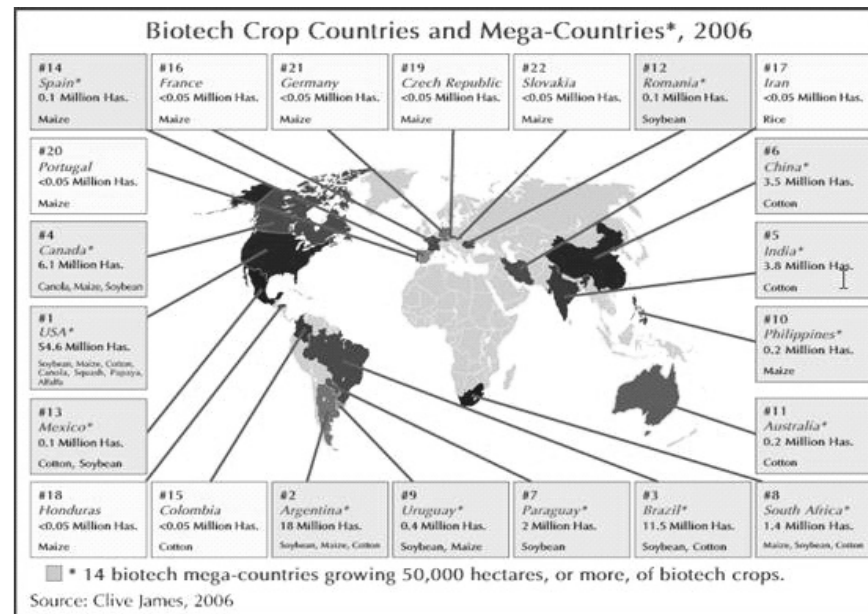 Biotech Crop Countries and Mega-Countries*, 2006
#14
Spain*
0.1 Million Has.
Maize
#16
France
<0.05 Million Has.
Maize
#21
Germany
<0.05 Million Has.
Maize
#19
Czech Republic
<0.05 Million Has.
Maize
#22
Slovakia
<0.05 Million Has.
Maize
#12
Romania*
0.1 Million Has.
Soybean
#17
Iran
<0.05 Million Has.
Rice
#20
Portugal
<0.05 Million Has.
Maize
#6
China*
3.5 Million Has.
Cotton
#4
Canada*
6.1 Million Has.
Canola, Maize, Soybean
#5
India*
3.8 Million Has.
Cotton
#1
USA*
54.6 Million Has.
Soybean, Maize, Cotton,
Canola, Squash, Papaya,
Alfalfa
#10
Philippines*
0.2 Million Has.
Maize
#13
Mexico*
0.1 Million Has.
Cotton, Soybean
#11
Australia*
0.2 Million Has.
Cotton
#18
Honduras
<0.05 Million Has.
Maize
#15
Colombia
<0.05 Million Has.
Cotton
#2
Argentina*
18 Million Has.
Soybean, Maize, Cotton
#9
Uruguay*
0.4 Million Has.
Soybean, Maize
#7
Paraguay*
2 Million Has.
Soybean
#3
Brazil*
11.5 Million Has.
Soybean, Cotton
#8
South Africa*
1.4 Million Has.
Maize, Soybean, Cotton
* 14 biotech mega-countries growing 50,000 hectares, or more, of biotech crops.
Source: Clive James, 2006